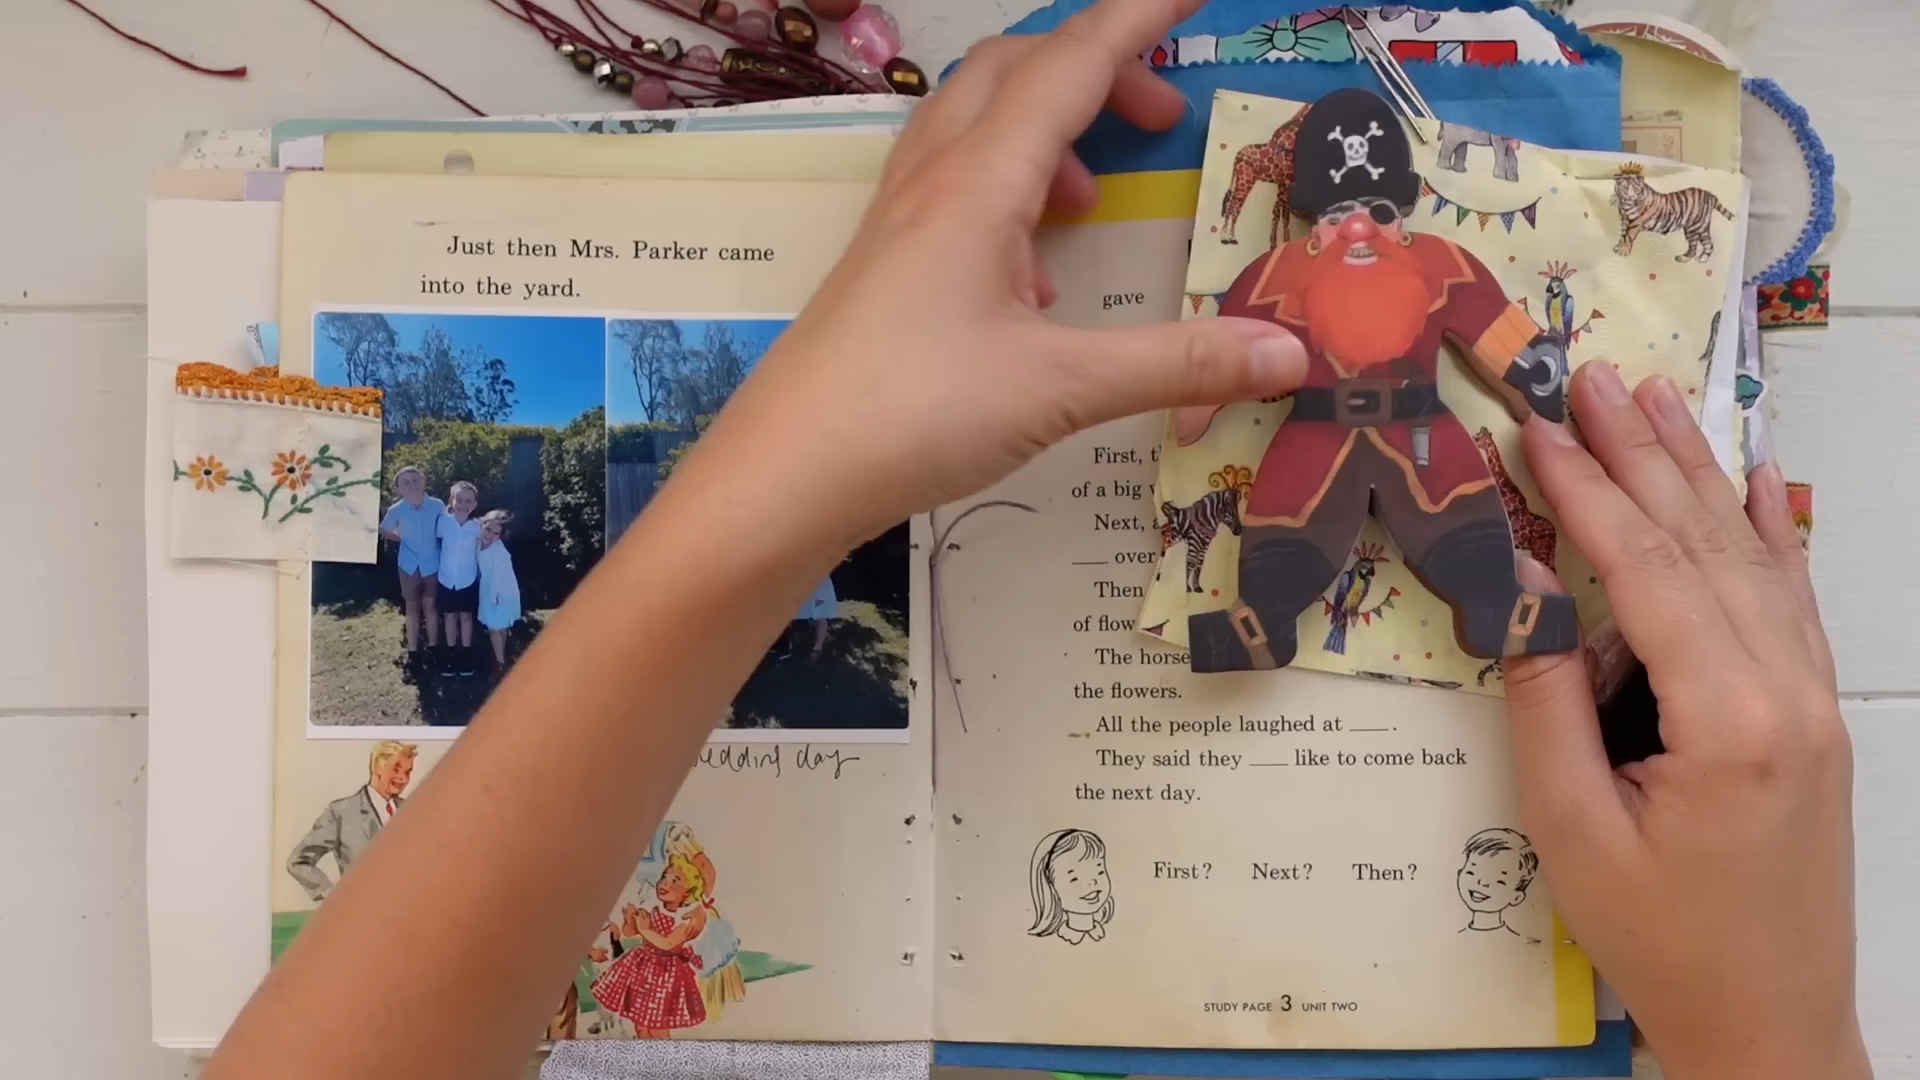 Just then Mrs. Parker came
into the yard.
day
gave
First,
of a big
Next,
___ over
Then
of flow
The horse
the flowers.
All the people laughed at ___.
They said they ___ like to come back
the next day.
First? Next? Then?
STUDY PAGE 3 UNIT TWO